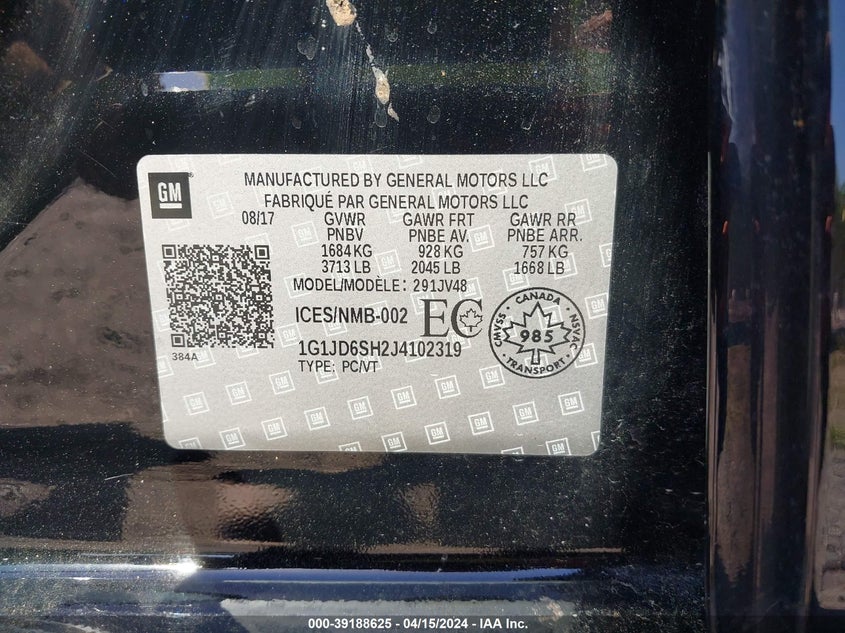 GM
MANUFACTURED BY GENERAL MOTORS LLC
FABRIQUÉ PAR GENERAL MOTORS LLC
08/17 GVWR GAWR FRT GAWR RR
PNBV PNBE AV. PNBE ARR.
1684 KG 928 KG 757 KG
3713 LB 2045 LB 1668 LB
MODEL/MODÈLE: 291JV48
ICES/NMB-002 EC
CANADA
CMVSS 985 NSVAC
TRANSPORT
384A
1G1JD6SH2J4102319
TYPE: PC/VT
000-39188625 - 04/15/2024 - IAA Inc.